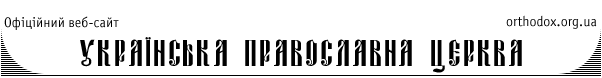 Офіційний веб-сайт
orthodox.org.ua
УКРАЇНСЬКА ПРАВОСЛАВНА ЦЕРКВА